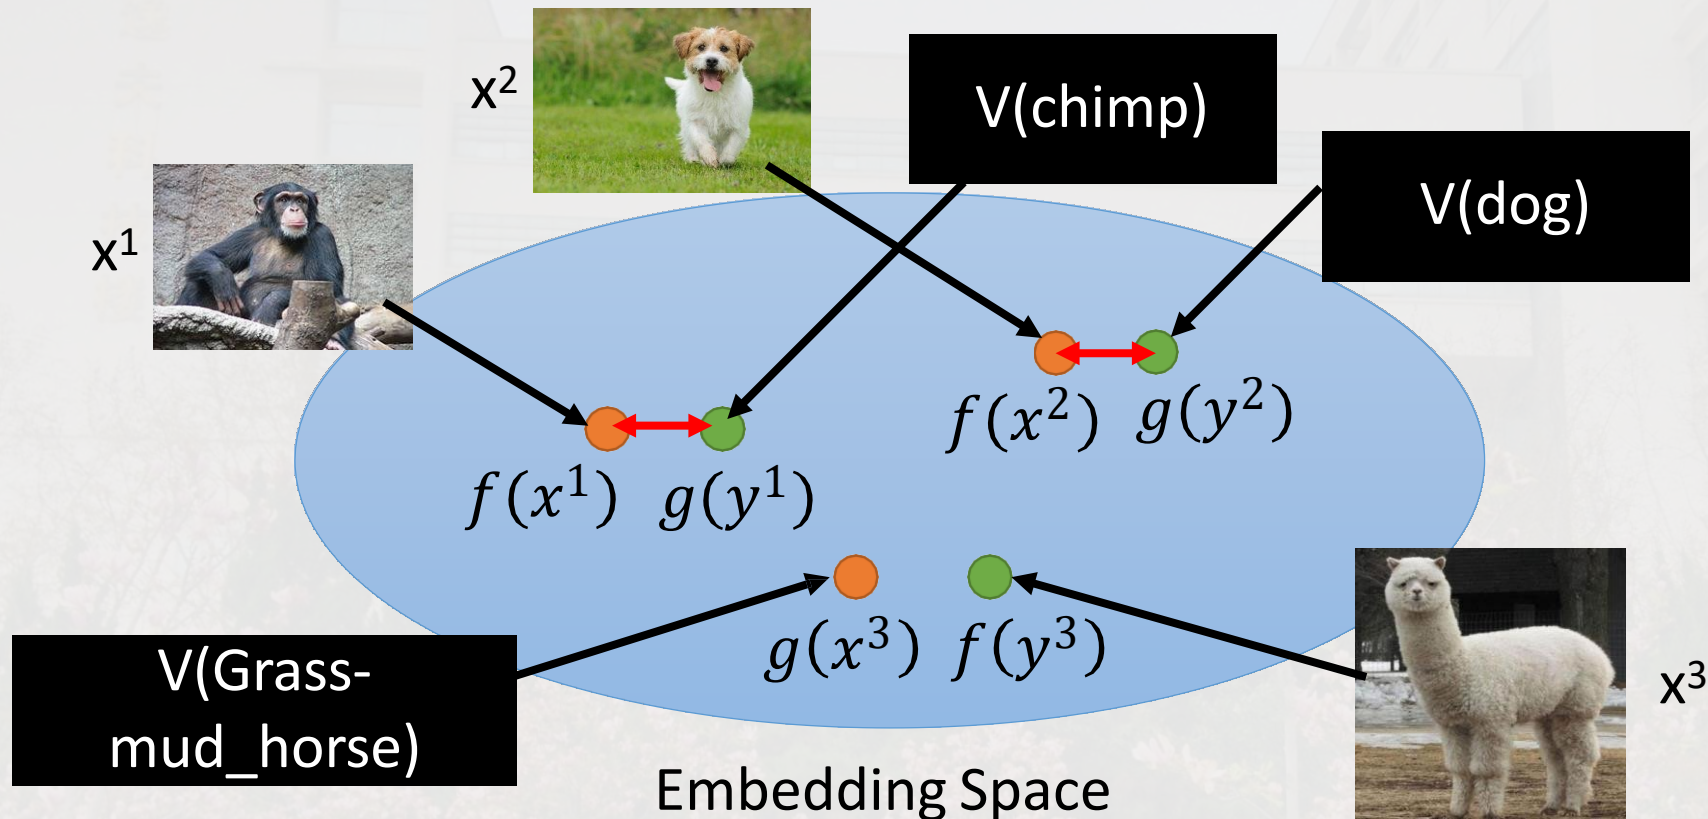 x²
V(chimp)
V(dog)
x¹
f(x²) g(y²)
f(x¹) g(y¹)
g(x³) f(y³)
V(Grass-
mud_horse)
x³
Embedding Space